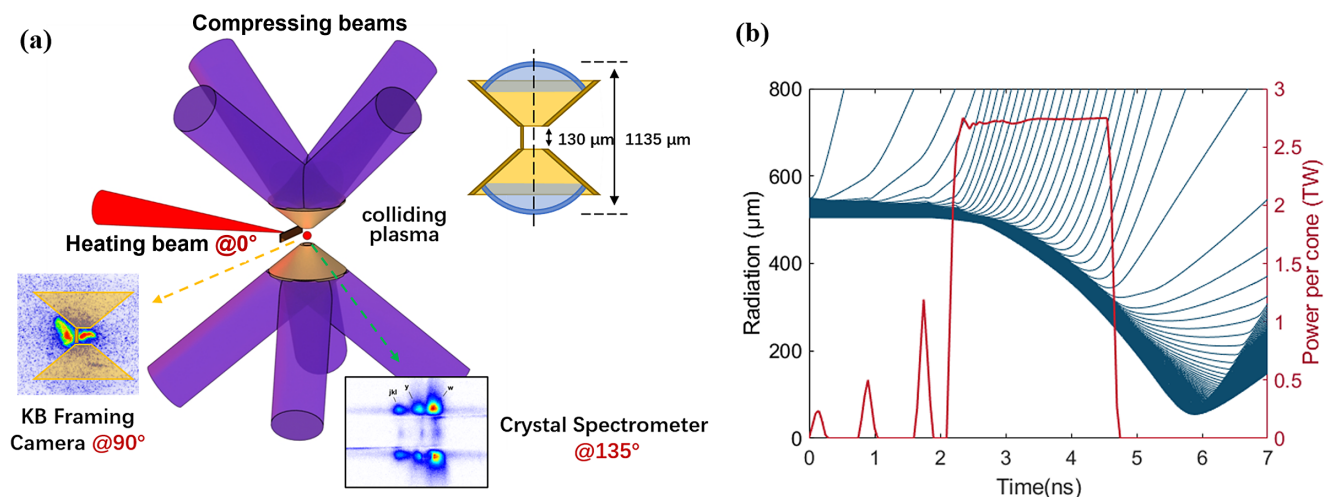 (a)
Compressing beams
130 μm
1135 μm
colliding
plasma
Heating beam @0°
KB Framing
Camera @90°
jkl
y
w
Crystal Spectrometer
@135°
(b)
Radiation (μm)
800
600
400
200
0
0
1
2
3
4
5
6
7
Time(ns)
3
2.5
2
1.5
1
0.5
0
Power per cone (TW)